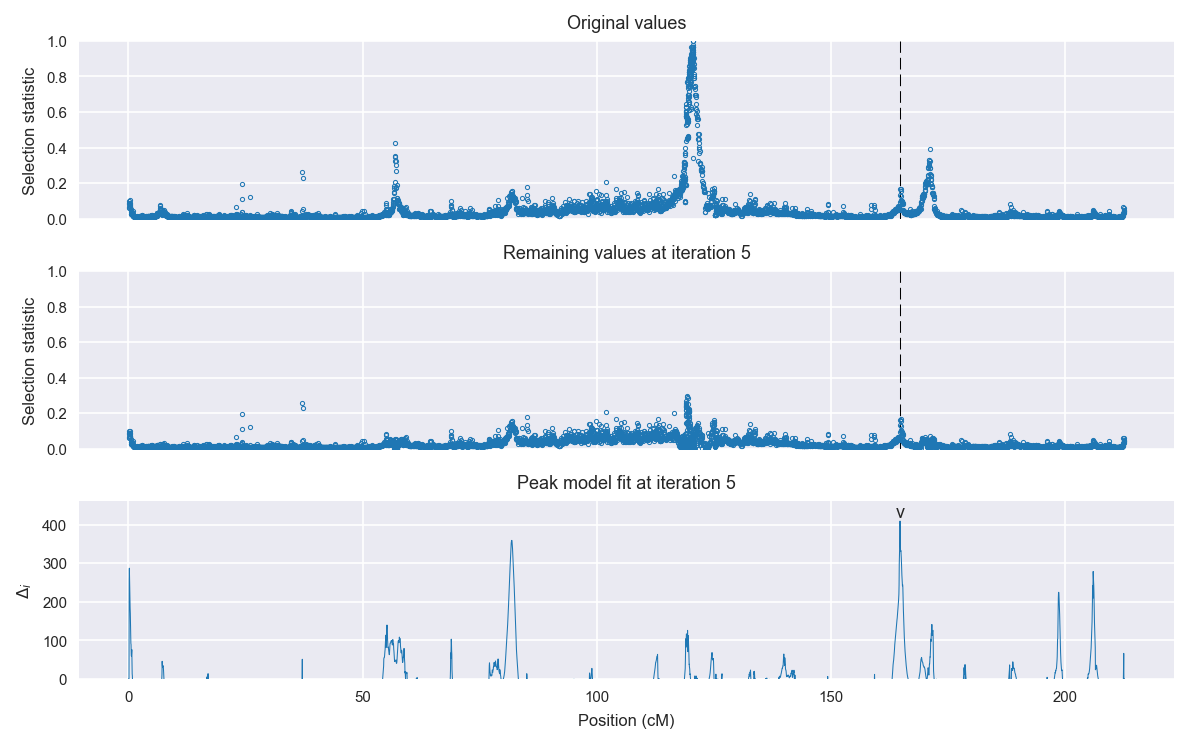 Original values
1.0
0.8
0.6
0.4
0.2
0.0
Selection statistic
Remaining values at iteration 5
1.0
0.8
0.6
0.4
0.2
0.0
Selection statistic
Peak model fit at iteration 5
v
400
300
200
100
0
Δi
0 50 100 150 200
Position (cM)